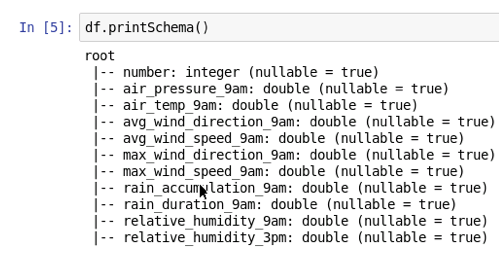 In [5]: df.printSchema()
root
 |-- number: integer (nullable = true)
 |-- air_pressure_9am: double (nullable = true)
 |-- air_temp_9am: double (nullable = true)
 |-- avg_wind_direction_9am: double (nullable = true)
 |-- avg_wind_speed_9am: double (nullable = true)
 |-- max_wind_direction_9am: double (nullable = true)
 |-- max_wind_speed_9am: double (nullable = true)
 |-- rain_accumulation_9am: double (nullable = true)
 |-- rain_duration_9am: double (nullable = true)
 |-- relative_humidity_9am: double (nullable = true)
 |-- relative_humidity_3pm: double (nullable = true)